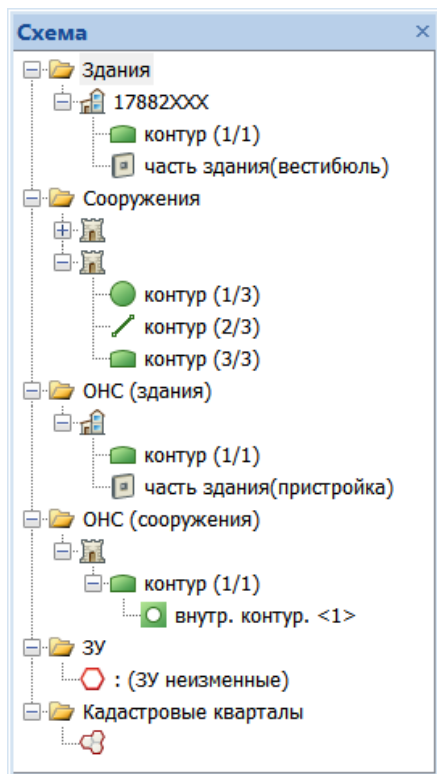 Схема
Здания
17882XXX
контур (1/1)
часть здания(вестибюль)
Сооружения
контур (1/3)
контур (2/3)
контур (3/3)
ОНС (здания)
контур (1/1)
часть здания(пристройка)
ОНС (сооружения)
контур (1/1)
внутр. контур. <1>
ЗУ
: (ЗУ неизменные)
Кадастровые кварталы